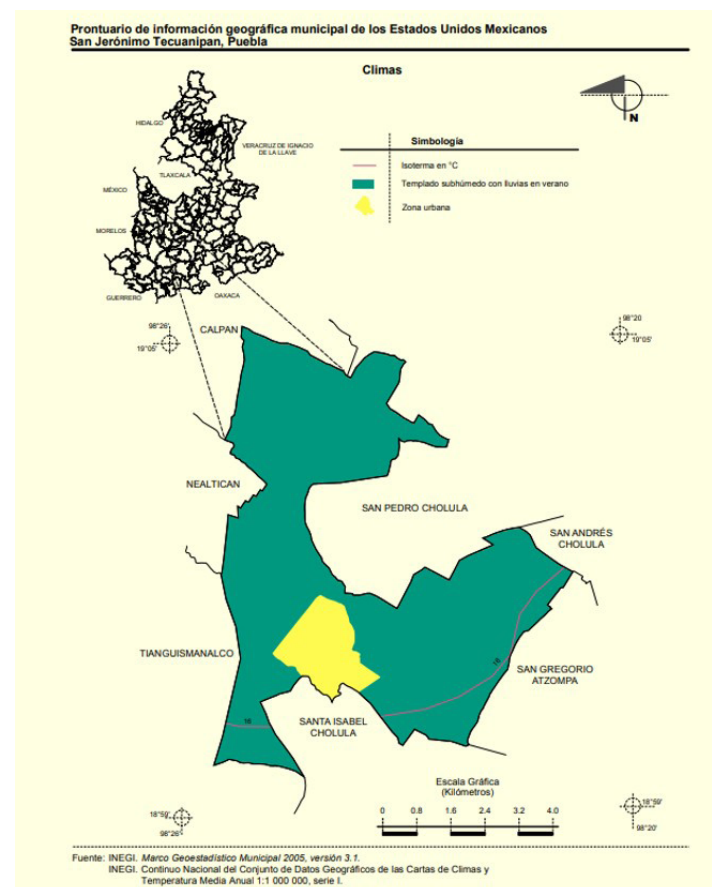 Prontuario de información geográfica municipal de los Estados Unidos Mexicanos
San Jerónimo Tecuanipan, Puebla
Climas
N
Simbología
Isoterma en °C
Templado subhúmedo con lluvias en verano
Zona urbana
HIDALGO
VERACRUZ DE IGNACIO
DE LA LLAVE
TLAXCALA
MÉXICO
MORELOS
GUERRERO
OAXACA
98°26'
19°05'
98°20
19°05'
CALPAN
NEALTICAN
SAN PEDRO CHOLULA
SAN ANDRÉS
CHOLULA
TIANGUISMANALCO
SAN GREGORIO
ATZOMPA
16
SANTA ISABEL
CHOLULA
16
Escala Gráfica
(Kilómetros)
0 0.8 1.6 2.4 3.2 4.0
18°59'
98°26'
18°59'
98°20'
Fuente: INEGI. Marco Geoestadístico Municipal 2005, versión 3.1.
INEGI. Continuo Nacional del Conjunto de Datos Geográficos de las Cartas de Climas y
Temperatura Media Anual 1:1 000 000, serie I.